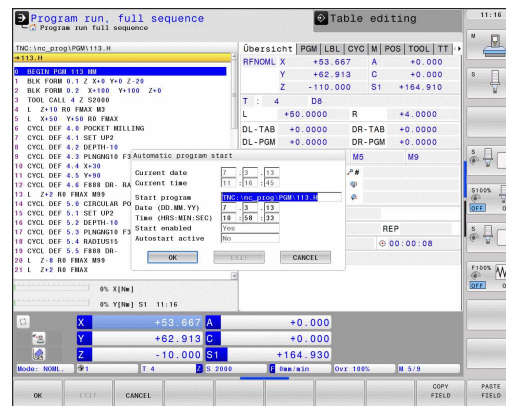 Program run, full sequence
Program run full sequence
Table editing
11:16
TNC:\nc_prog\PGM\113.H
→113.H
0 BEGIN PGM 113 MM
1 BLK FORM 0.1 Z X+0 Y+0 Z-20
2 BLK FORM 0.2 X+100 Y+100 Z+0
3 TOOL CALL 4 Z S2000
4 L Z+10 R0 FMAX M3
5 L X+50 Y+50 R0 FMAX
6 CYCL DEF 4.0 POCKET MILLING
7 CYCL DEF 4.1 SET UP2
8 CYCL DEF 4.2 DEPTH-10
9 CYCL DEF 4.3 PLNGNG10 F3
10 CYCL DEF 4.4 X+30
11 CYCL DEF 4.5 Y+90
12 CYCL DEF 4.6 F888 DR- RA
13 L Z+2 R0 FMAX M99
14 CYCL DEF 5.0 CIRCULAR PO
15 CYCL DEF 5.1 SET UP2
16 CYCL DEF 5.2 DEPTH-10
17 CYCL DEF 5.3 PLNGNG10 F3
18 CYCL DEF 5.4 RADIUS15
19 CYCL DEF 5.5 F888 DR-
20 L Z-8 R0 FMAX M99
21 L Z+2 R0 FMAX
0% X[Nm]
0% Y[Nm] S1 11:16
Übersicht PGM LBL CYC M POS TOOL TT
RFNOML X +53.667 A +0.000
Y +62.913 C +0.000
Z -110.000 S1 +164.910
T : 4 D8
L +50.0000 R +4.0000
DL-TAB +0.0000 DR-TAB +0.0000
DL-PGM +0.0000 DR-PGM +0.0000
M5 M9
REP
00:00:08
Automatic program start
Current date 7 .3 .13
Current time 11 :16 :45
Start program TNC:\nc_prog\PGM\113.H
Date (DD.MM.YY) 7 .3 .13
Time (HRS:MIN:SEC) 10 :58 :33
Start enabled Yes
Autostart active No
OK EXIT CANCEL
X +53.667 A +0.000
Y +62.913 C +0.000
Z -10.000 S1 +164.930
Mode: NOML. 1 T 4 Z S 2000 F 0mm/min Ovr 100% M 5/9
M
S
S
S100%
OFF ON
S
F100%
OFF ON
OK EXIT CANCEL COPY FIELD PASTE FIELD